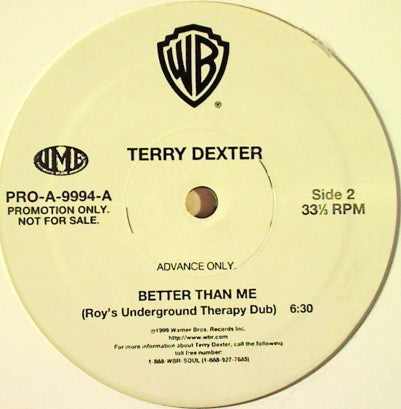 WB
®
UMG
TERRY DEXTER
PRO-A-9994-A
PROMOTION ONLY.
NOT FOR SALE.
Side 2
33⅓ RPM
ADVANCE ONLY.
BETTER THAN ME
(Roy's Underground Therapy Dub) 6:30
℗1999 Warner Bros. Records Inc.
http://www.wbr.com
For more information about Terry Dexter, call the following
toll free number:
1-888-WBR-SOUL (1-888-927-7685)